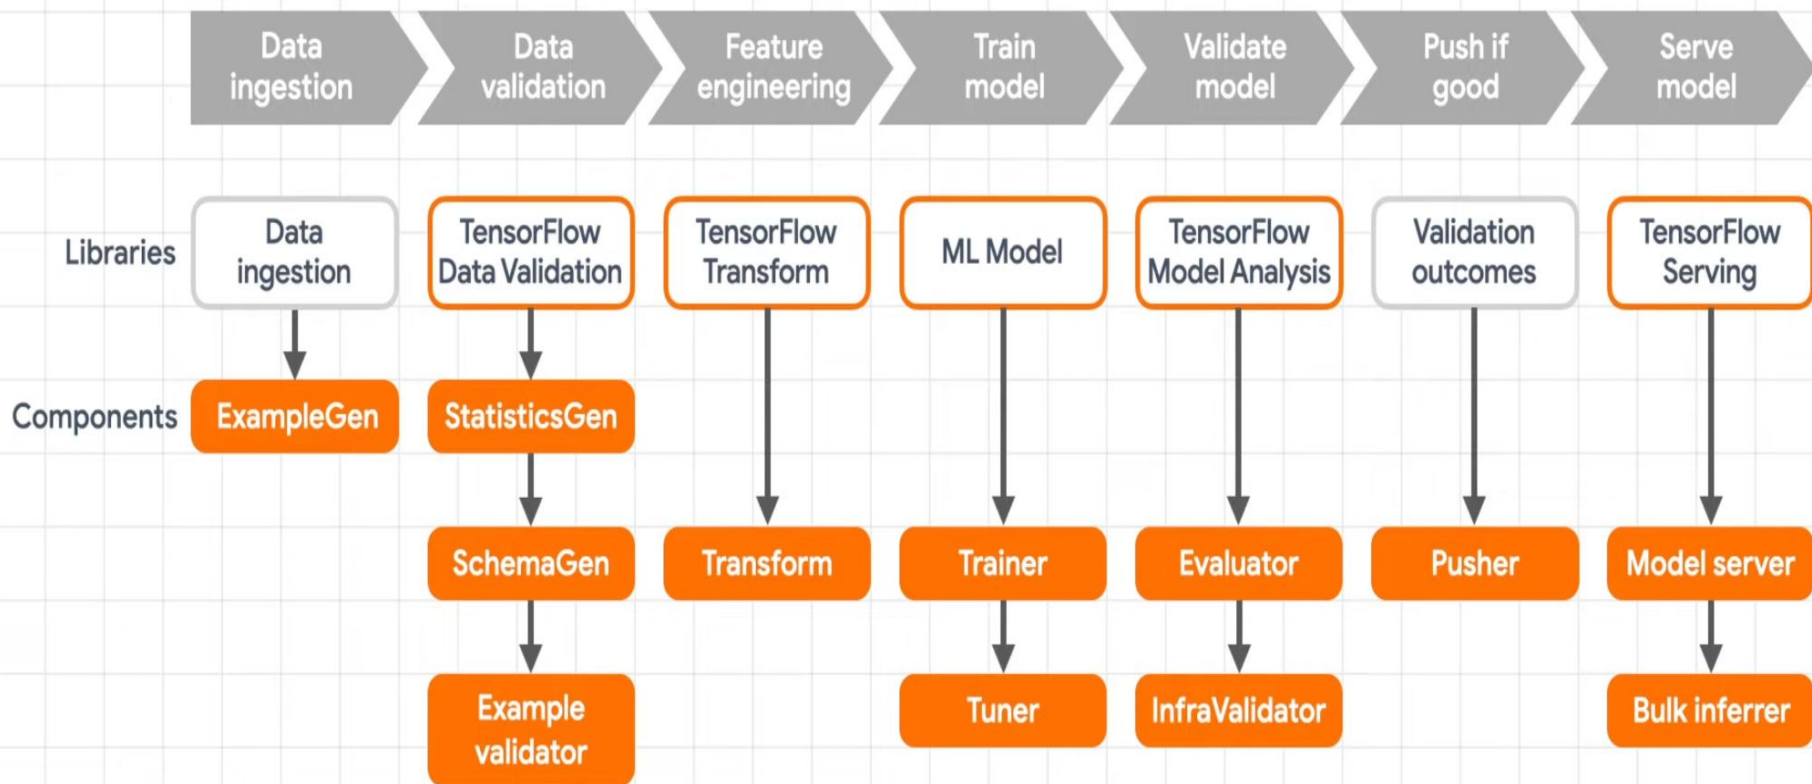 Data
ingestion
Data
validation
Feature
engineering
Train
model
Validate
model
Push if
good
Serve
model
Libraries
Data
ingestion
TensorFlow
Data Validation
TensorFlow
Transform
ML Model
TensorFlow
Model Analysis
Validation
outcomes
TensorFlow
Serving
Components
ExampleGen
StatisticsGen
SchemaGen
Transform
Trainer
Evaluator
Pusher
Model server
Example
validator
Tuner
InfraValidator
Bulk inferrer